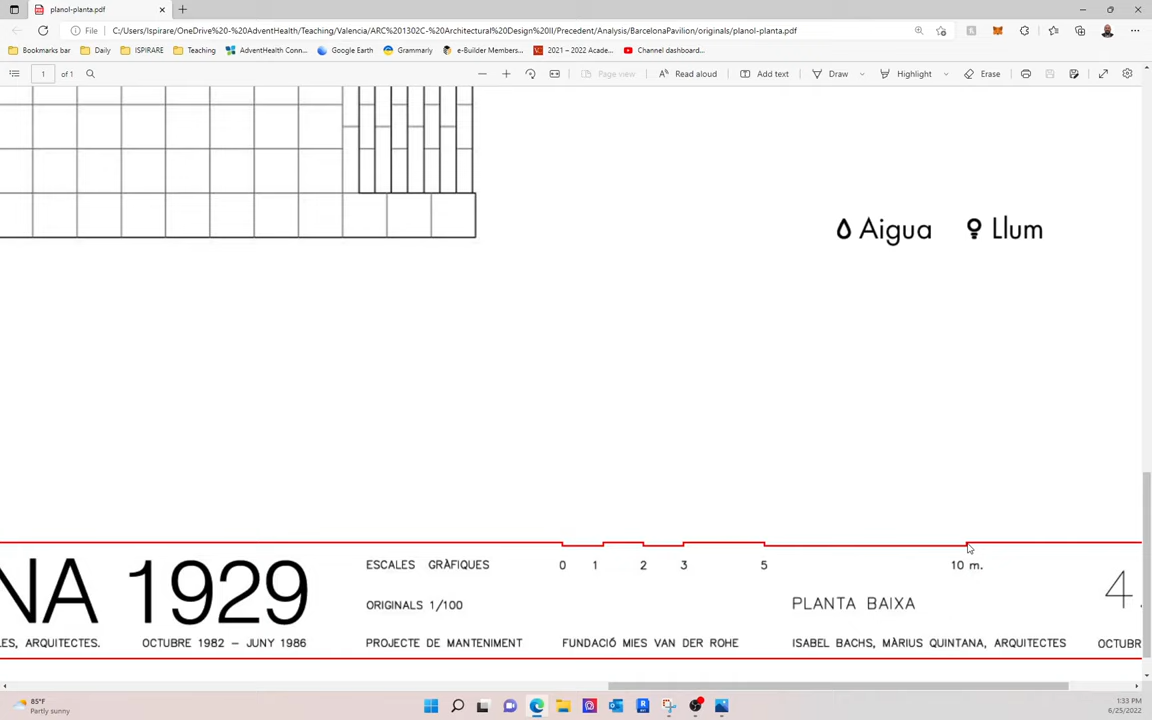 planol-planta.pdf
File C:/Users/Ispirare/OneDrive%20-%20AdventHealth/Teaching/Valencia/ARC%201302C-%20Architectural%20Design%20II/Precedent/Analysis/BarcelonaPavilion/originals/planol-planta.pdf
Bookmarks bar Daily ISPIRARE Teaching AdventHealth Conn... Google Earth Grammarly e-Builder Members... 2021 – 2022 Acade... Channel dashboard...
1 of 1 Page view Read aloud Add text Draw Highlight Erase
Aigua Llum
NA 1929
ESCALES GRÀFIQUES 0 1 2 3 5 10 m.
ORIGINALS 1/100 PLANTA BAIXA 4
LES, ARQUITECTES. OCTUBRE 1982 – JUNY 1986 PROJECTE DE MANTENIMENT FUNDACIÓ MIES VAN DER ROHE ISABEL BACHS, MÀRIUS QUINTANA, ARQUITECTES OCTUBR
85°F
Partly sunny
1:33 PM
6/25/2022